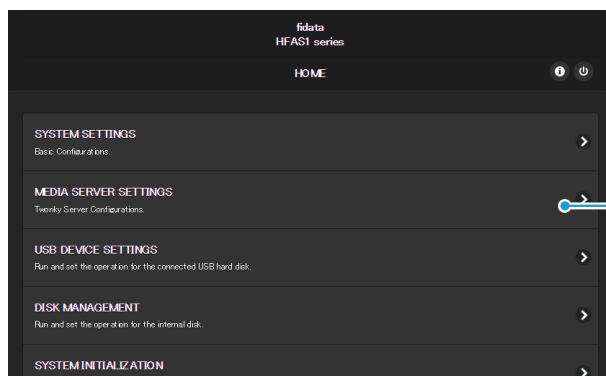 fidata
HFAS1 series
HOME
SYSTEM SETTINGS
Basic Configurations.
MEDIA SERVER SETTINGS
Twonky Server Configurations.
USB DEVICE SETTINGS
Run and set the operation for the connected USB hard disk.
DISK MANAGEMENT
Run and set the operation for the internal disk.
SYSTEM INITIALIZATION